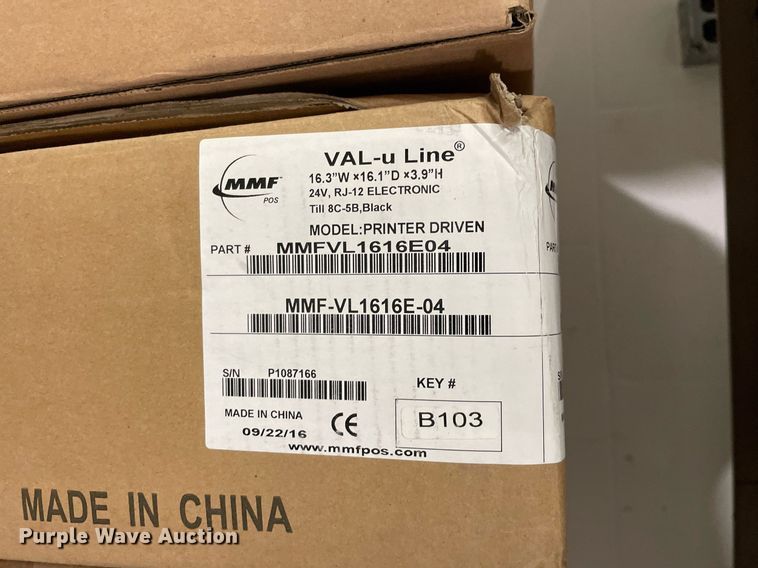 MMF
POS
VAL-u Line®
16.3"W ×16.1"D ×3.9"H
24V, RJ-12 ELECTRONIC
Till 8C-5B,Black
MODEL:PRINTER DRIVEN
PART # MMFVL1616E04
MMF-VL1616E-04
S/N P1087166
KEY #
B103
MADE IN CHINA
09/22/16
CE
www.mmfpos.com
PART
MADE IN CHINA
Purple Wave Auction